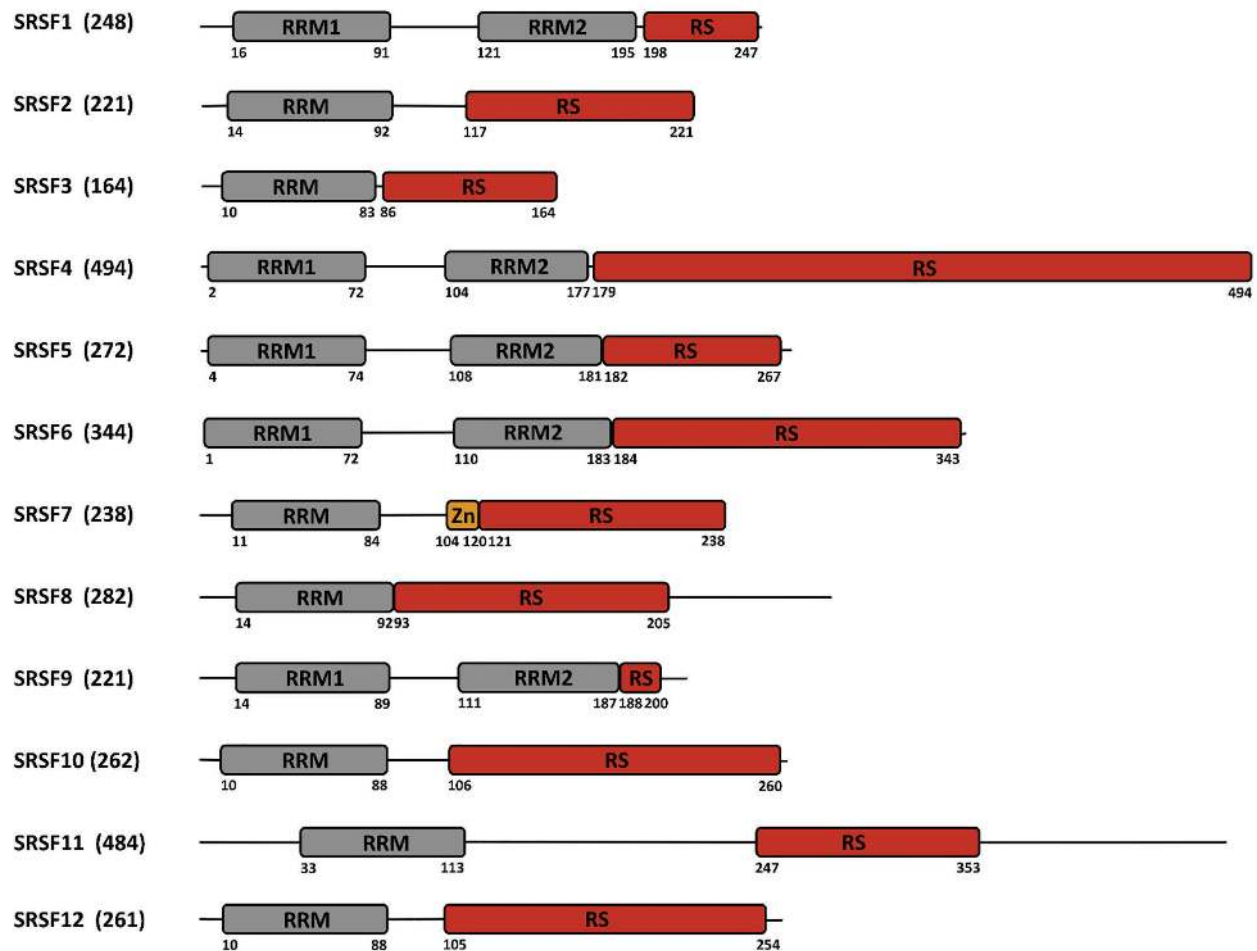 SRSF1 (248) RRM1 RRM2 RS
16 91 121 195 198 247
SRSF2 (221) RRM RS
14 92 117 221
SRSF3 (164) RRM RS
10 83 86 164
SRSF4 (494) RRM1 RRM2 RS
2 72 104 177 179 494
SRSF5 (272) RRM1 RRM2 RS
4 74 108 181 182 267
SRSF6 (344) RRM1 RRM2 RS
1 72 110 183 184 343
SRSF7 (238) RRM Zn RS
11 84 104 120 121 238
SRSF8 (282) RRM RS
14 92 93 205
SRSF9 (221) RRM1 RRM2 RS
14 89 111 187 188 200
SRSF10 (262) RRM RS
10 88 106 260
SRSF11 (484) RRM RS
33 113 247 353
SRSF12 (261) RRM RS
10 88 105 254